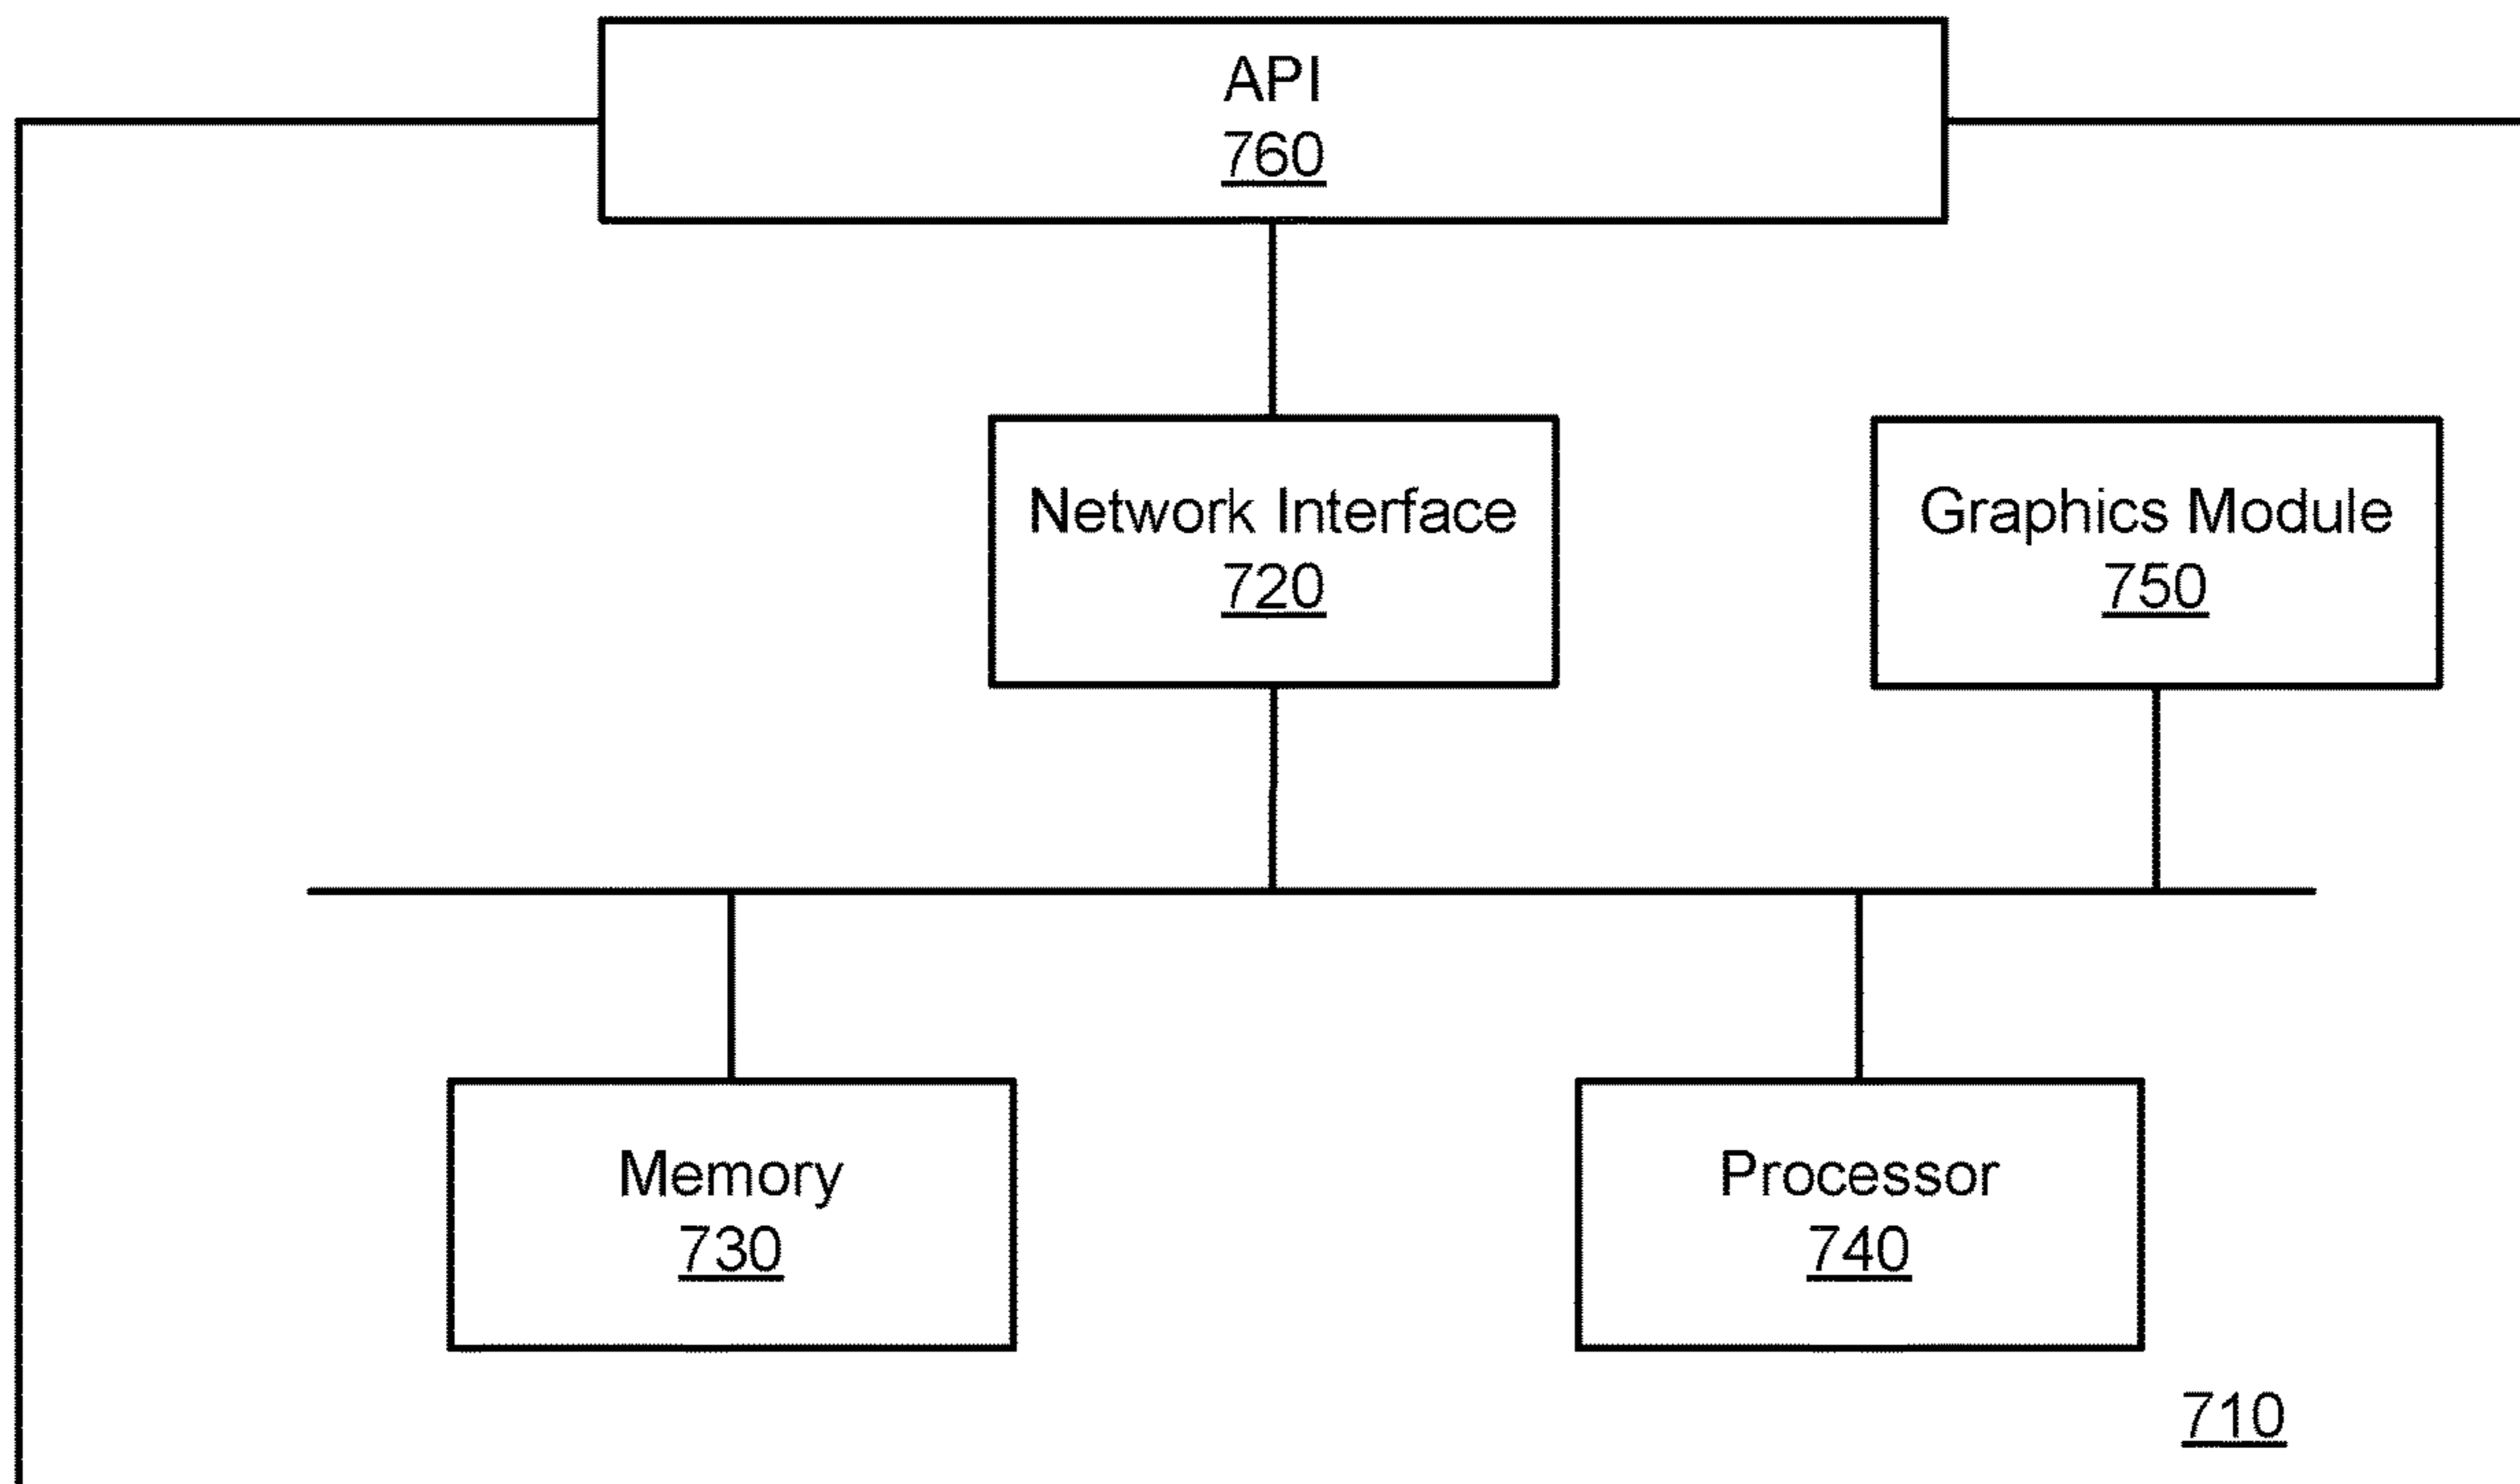 API
760
Network Interface
720
Graphics Module
750
Memory
730
Processor
740
710